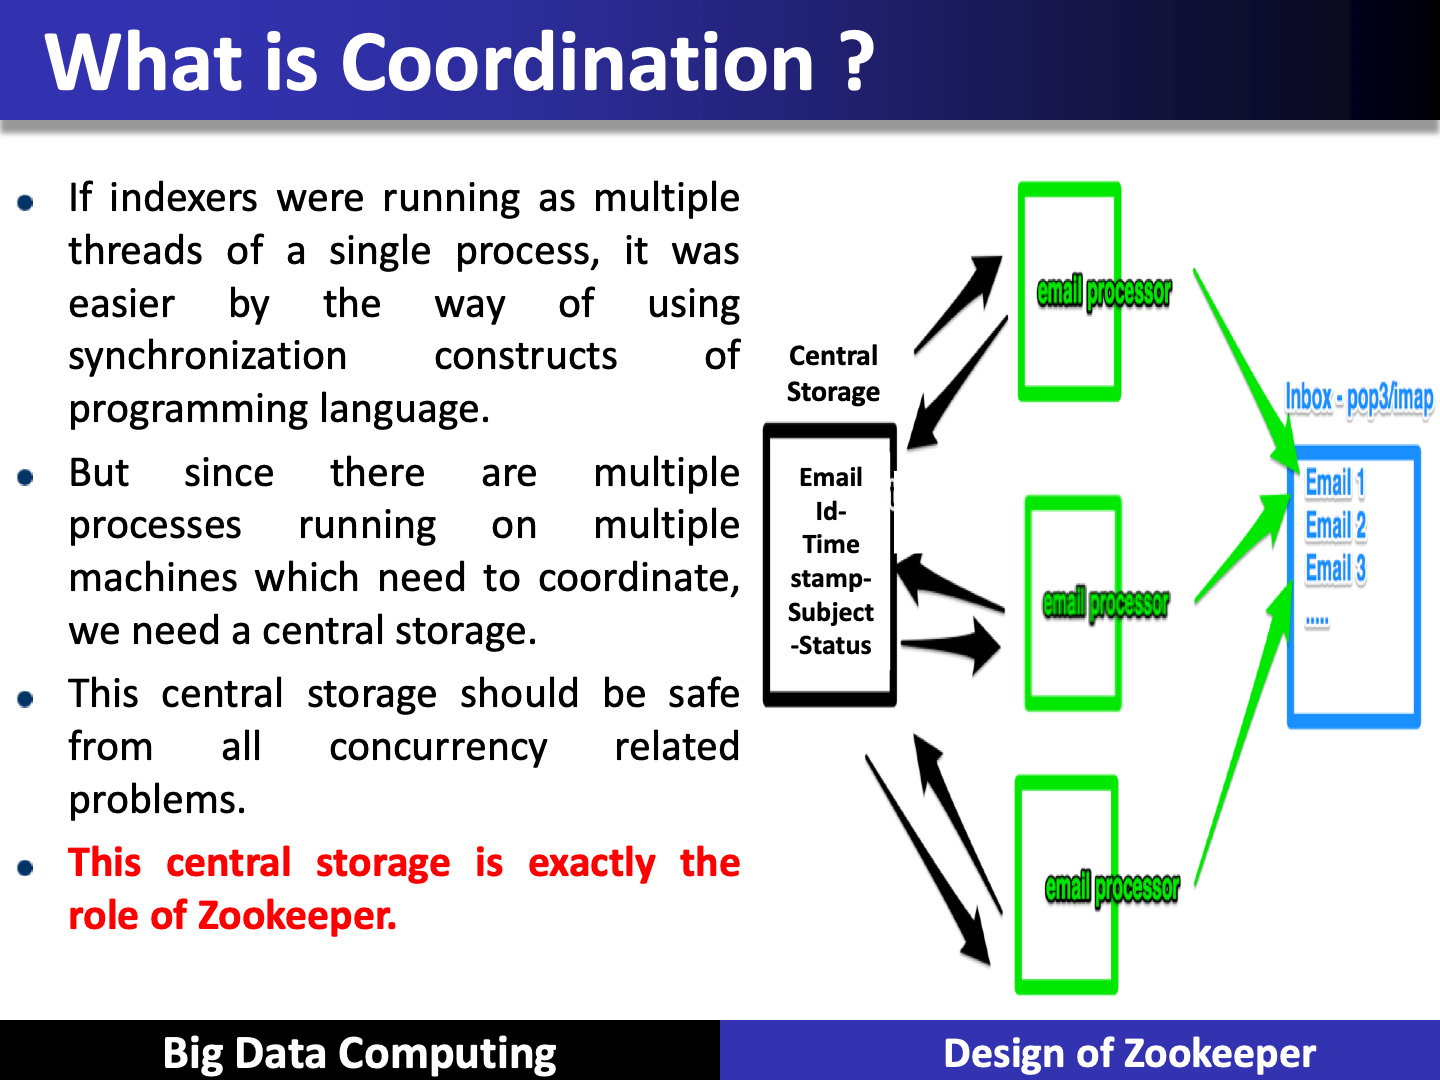 What is Coordination ?
If indexers were running as multiple
threads of a single process, it was
easier by the way of using
synchronization constructs of
programming language.
But since there are multiple
processes running on multiple
machines which need to coordinate,
we need a central storage.
This central storage should be safe
from all concurrency related
problems.
This central storage is exactly the
role of Zookeeper.
Central
Storage
Email
Id-
Time
stamp-
Subject
-Status
email processor
email processor
email processor
Inbox - pop3/imap
Email 1
Email 2
Email 3
.....
Big Data Computing
Design of Zookeeper